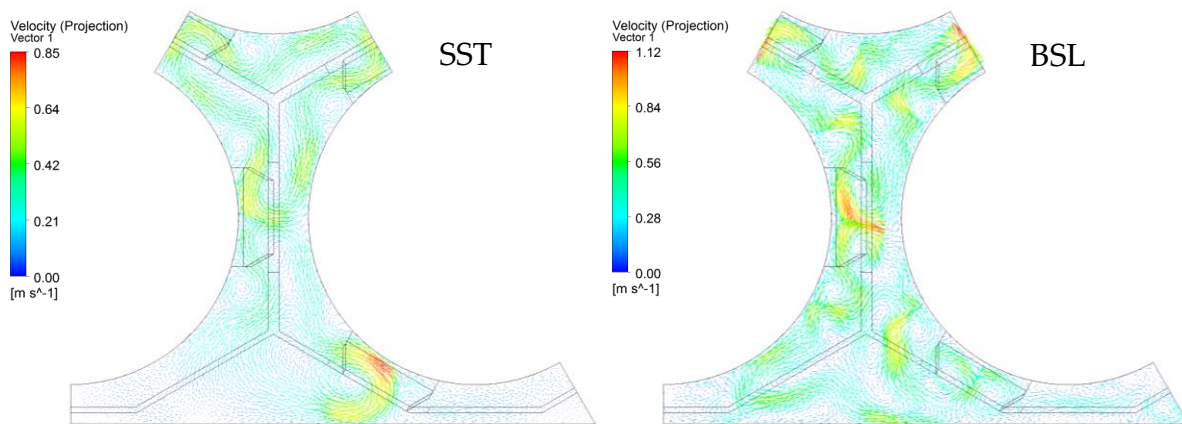 Velocity (Projection)
Vector 1
0.85
0.64
0.42
0.21
0.00
[m s^-1]
SST
Velocity (Projection)
Vector 1
1.12
0.84
0.56
0.28
0.00
[m s^-1]
BSL